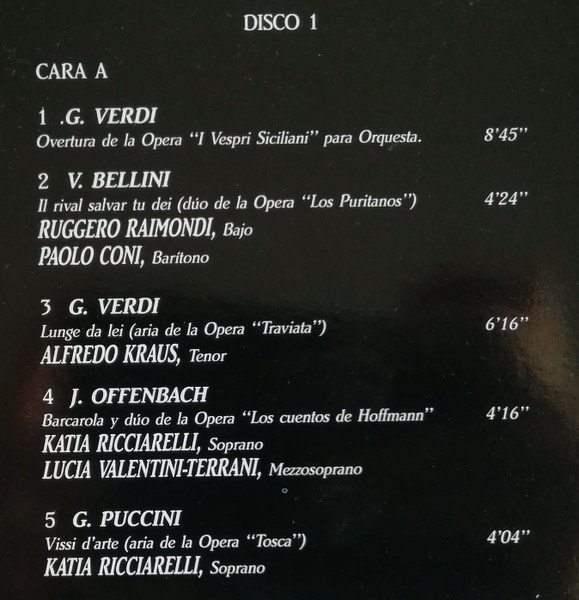 DISCO 1
CARA A
1 .G. VERDI
Overtura de la Opera “I Vespri Siciliani” para Orquesta. 8'45”
2 V. BELLINI
Il rival salvar tu dei (dúo de la Opera “Los Puritanos”) 4'24”
RUGGERO RAIMONDI, Bajo
PAOLO CONI, Barítono
3 G. VERDI
Lunge da lei (aria de la Opera “Traviata”) 6'16”
ALFREDO KRAUS, Tenor
4 J. OFFENBACH
Barcarola y dúo de la Opera “Los cuentos de Hoffmann” 4'16”
KATIA RICCIARELLI, Soprano
LUCIA VALENTINI-TERRANI, Mezzosoprano
5 G. PUCCINI
Vissi d'arte (aria de la Opera “Tosca”) 4'04”
KATIA RICCIARELLI, Soprano